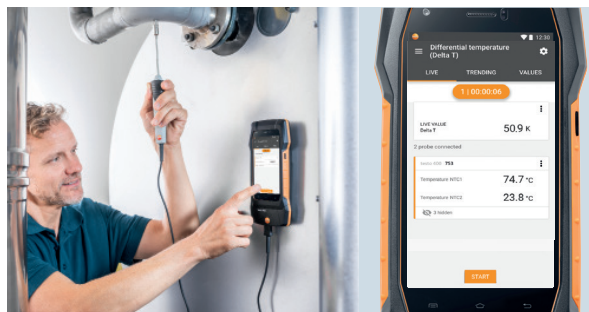 12:30
Differential temperature
(Delta T)
LIVE TRENDING VALUES
1 | 00:00:06
LIVE VALUE
Delta T 50.9 K
2 probe connected
755
Temperature WTC1 74.7 °C
Temperature WTC2 23.8 °C
3 hidden
START